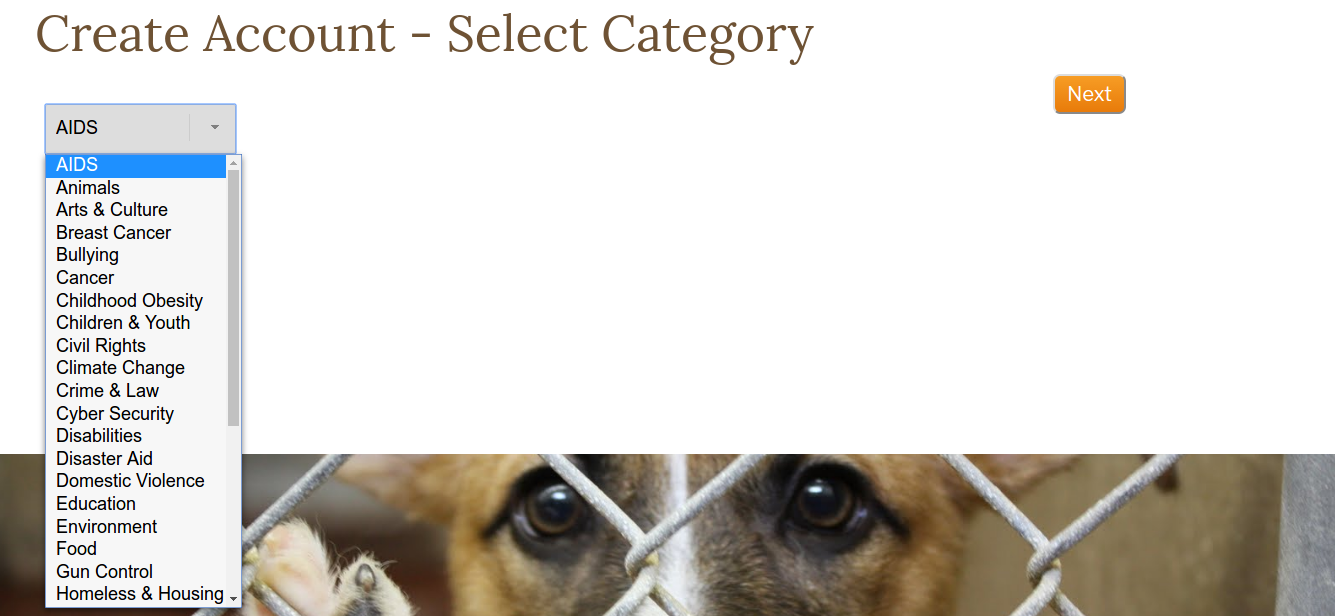 Create Account - Select Category
Next
AIDS
AIDS
Animals
Arts & Culture
Breast Cancer
Bullying
Cancer
Childhood Obesity
Children & Youth
Civil Rights
Climate Change
Crime & Law
Cyber Security
Disabilities
Disaster Aid
Domestic Violence
Education
Environment
Food
Gun Control
Homeless & Housing